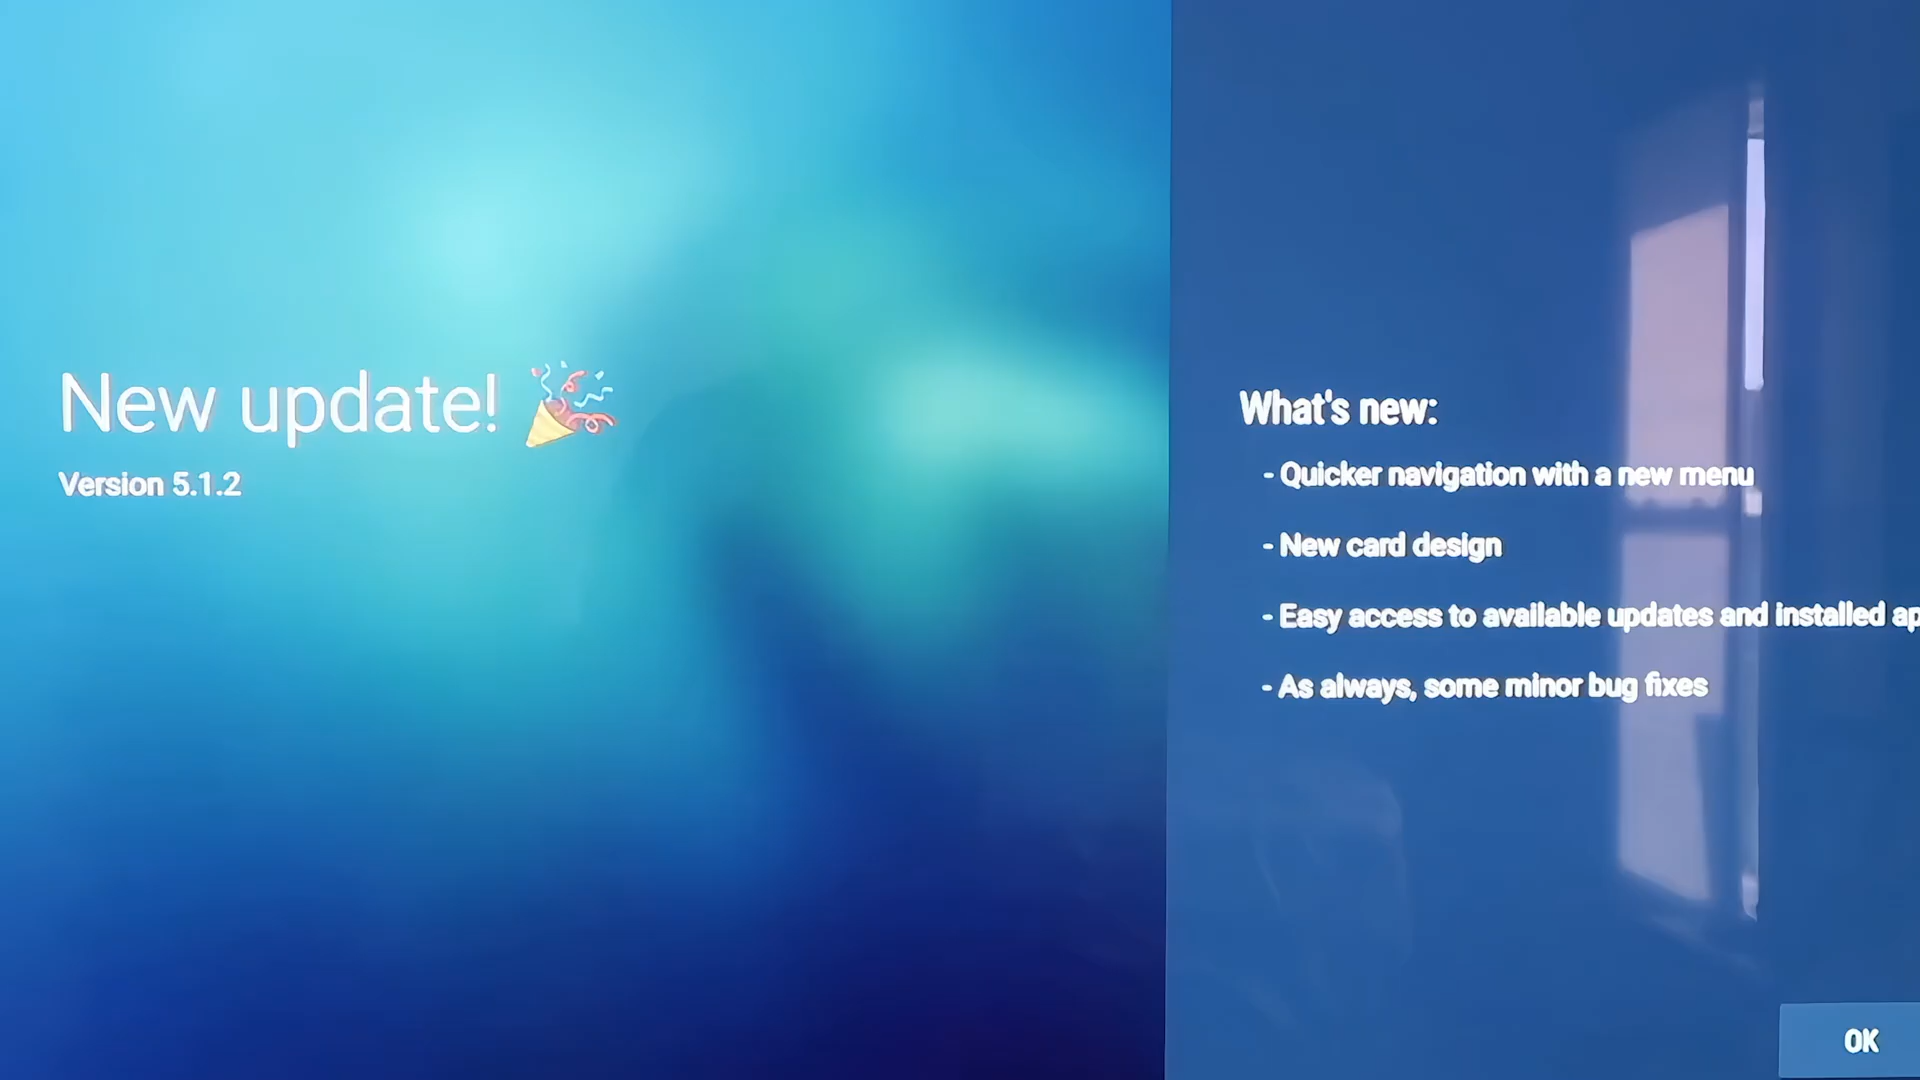 New update! 🎉
Version 5.1.2
What's new:
- Quicker navigation with a new menu
- New card design
- Easy access to available updates and installed
- As always, some minor bug fixes
OK